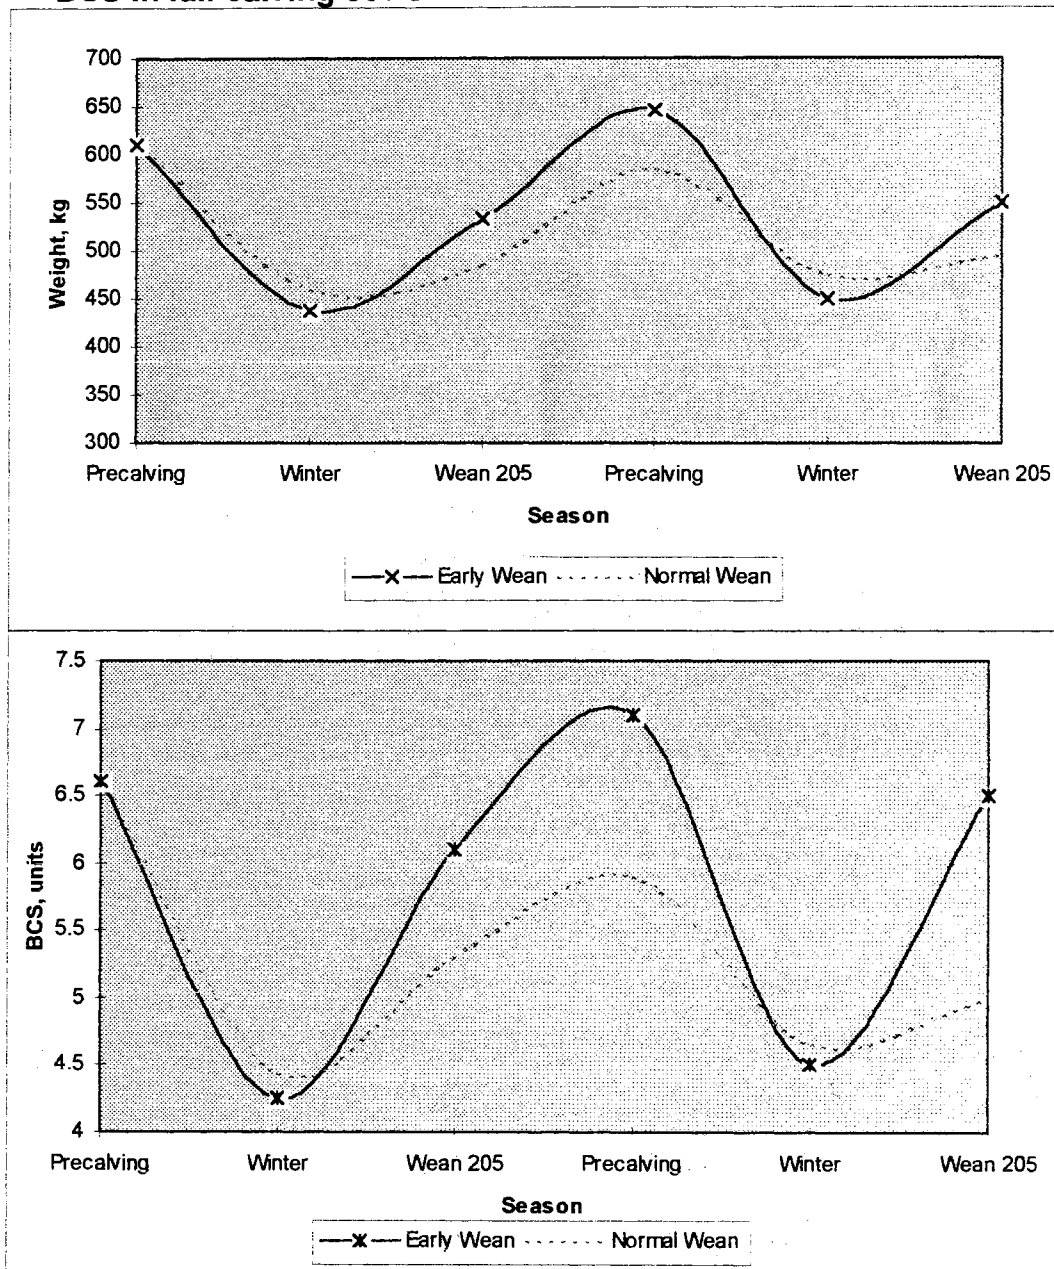 700
650
600
550
500
450
400
350
300
Weight, kg
Precalving Winter Wean 205 Precalving Winter Wean 205
Season
Early Wean Normal Wean
7.5
7
6.5
6
5.5
5
4.5
4
BCS, units
Precalving Winter Wean 205 Precalving Winter Wean 205
Season
Early Wean Normal Wean